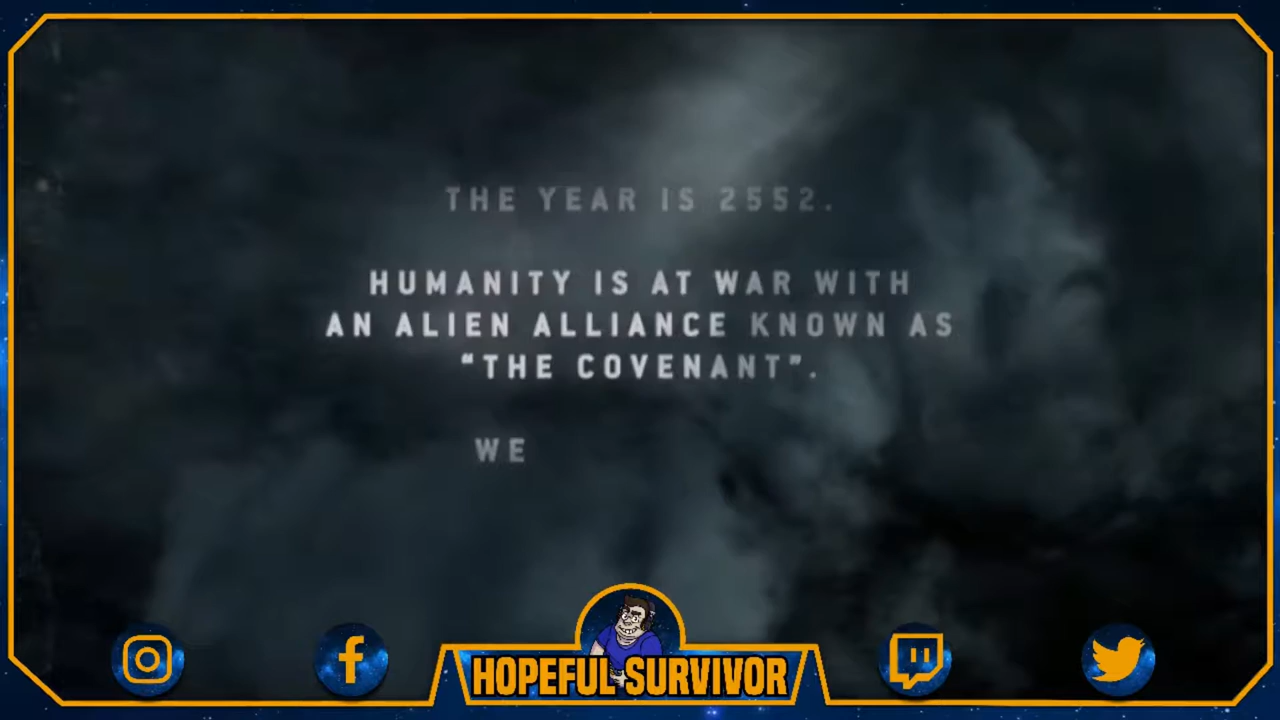 THE YEAR IS 2552.
HUMANITY IS AT WAR WITH
AN ALIEN ALLIANCE KNOWN AS
“THE COVENANT”.
WE
HOPEFUL SURVIVOR